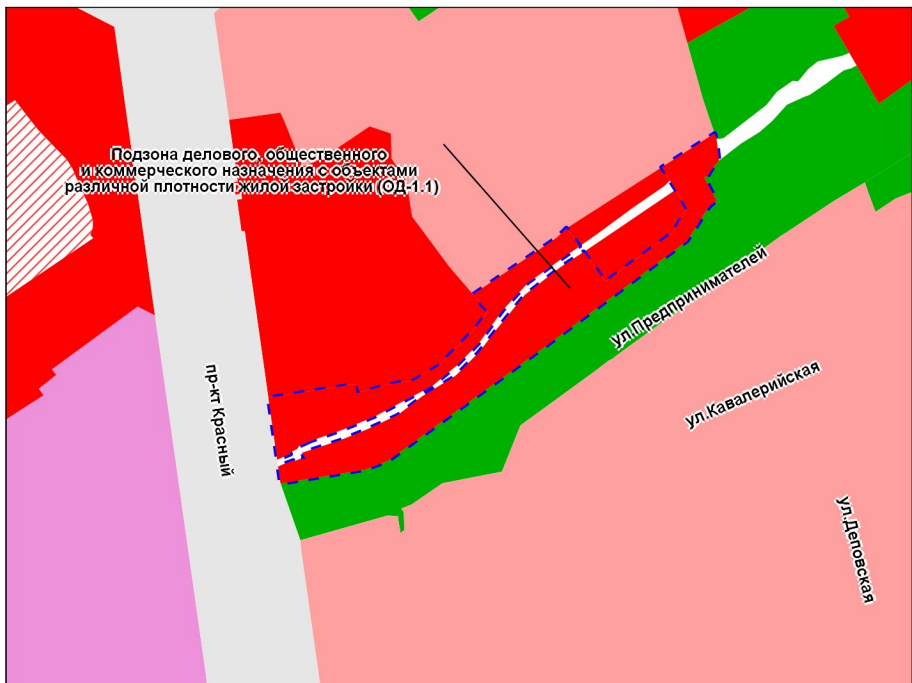 Подзона делового, общественного
и коммерческого назначения с объектами
различной плотности жилой застройки (ОД-1.1)
ул.Предпринимателей
пр-кт Красный
ул.Кавалерийская
ул.Деповская